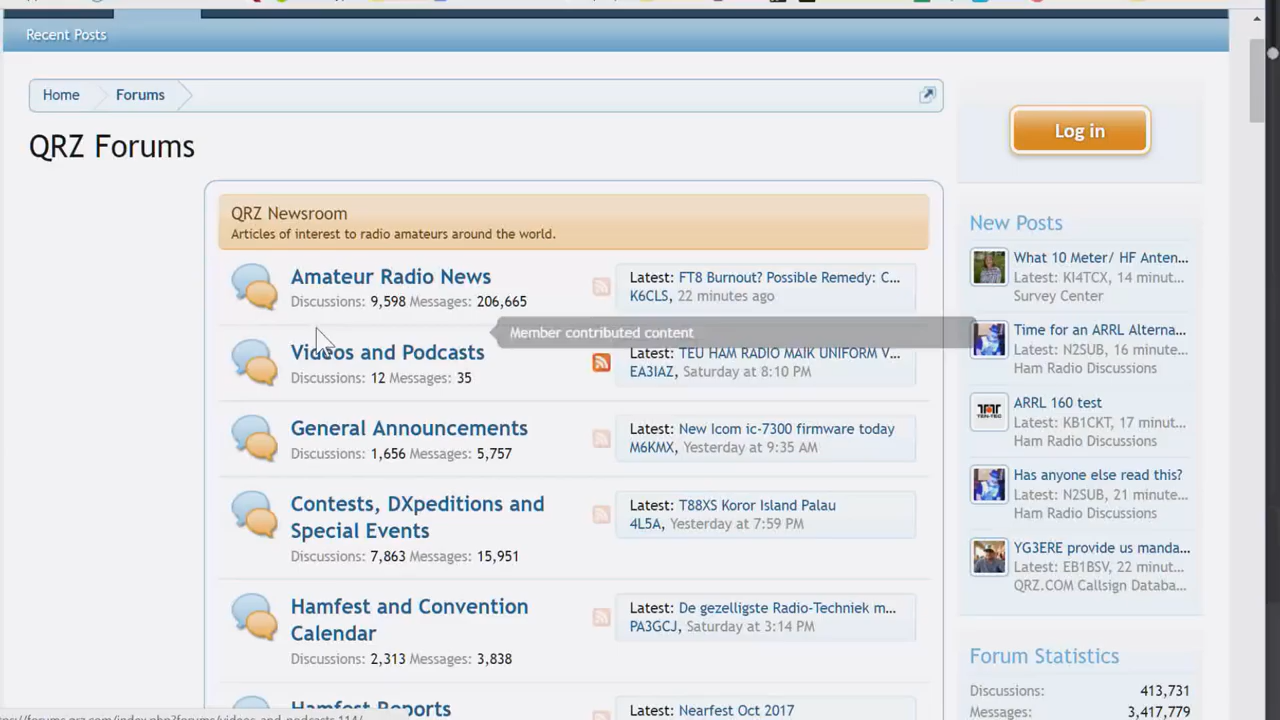 Recent Posts
Home
Forums
QRZ Forums
Log in
QRZ Newsroom
Articles of interest to radio amateurs around the world.
Amateur Radio News
Discussions: 9,598 Messages: 206,665
Latest: FT8 Burnout? Possible Remedy: C...
K6CLS, 22 minutes ago
Member contributed content
Videos and Podcasts
Discussions: 12 Messages: 35
Latest: TEU HAM RADIO MAIK UNIFORM V...
EA3IAZ, Saturday at 8:10 PM
General Announcements
Discussions: 1,656 Messages: 5,757
Latest: New Icom ic-7300 firmware today
M6KMX, Yesterday at 9:35 AM
Contests, DXpeditions and
Special Events
Discussions: 7,863 Messages: 15,951
Latest: T88XS Koror Island Palau
4L5A, Yesterday at 7:59 PM
Hamfest and Convention
Calendar
Discussions: 2,313 Messages: 3,838
Latest: De gezelligste Radio-Techniek m...
PA3GCJ, Saturday at 3:14 PM
Hamfest Reports
Latest: Nearfest Oct 2017
New Posts
What 10 Meter/ HF Anten...
Latest: KI4TCX, 14 minut...
Survey Center
Time for an ARRL Alterna...
Latest: N2SUB, 16 minut...
Ham Radio Discussions
TEN-TEC
ARRL 160 test
Latest: KB1CKT, 17 minut...
Ham Radio Discussions
Has anyone else read this?
Latest: N2SUB, 21 minut...
Ham Radio Discussions
YG3ERE provide us manda...
Latest: EB1BSV, 22 minut...
QRZ.COM Callsign Databa...
Forum Statistics
Discussions: 413,731
Messages: 3,417,779